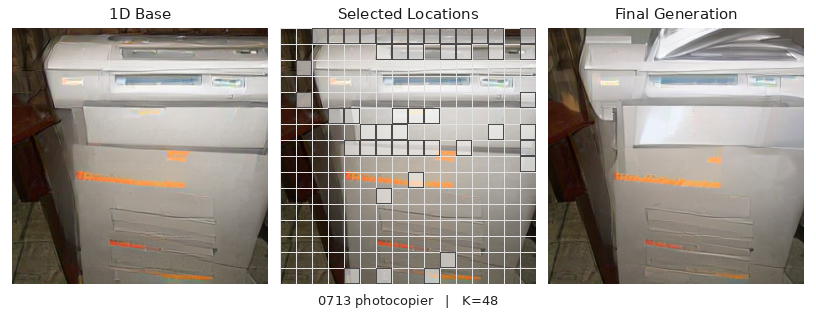 1D Base
Selected Locations
Final Generation
0713 photocopier | K=48